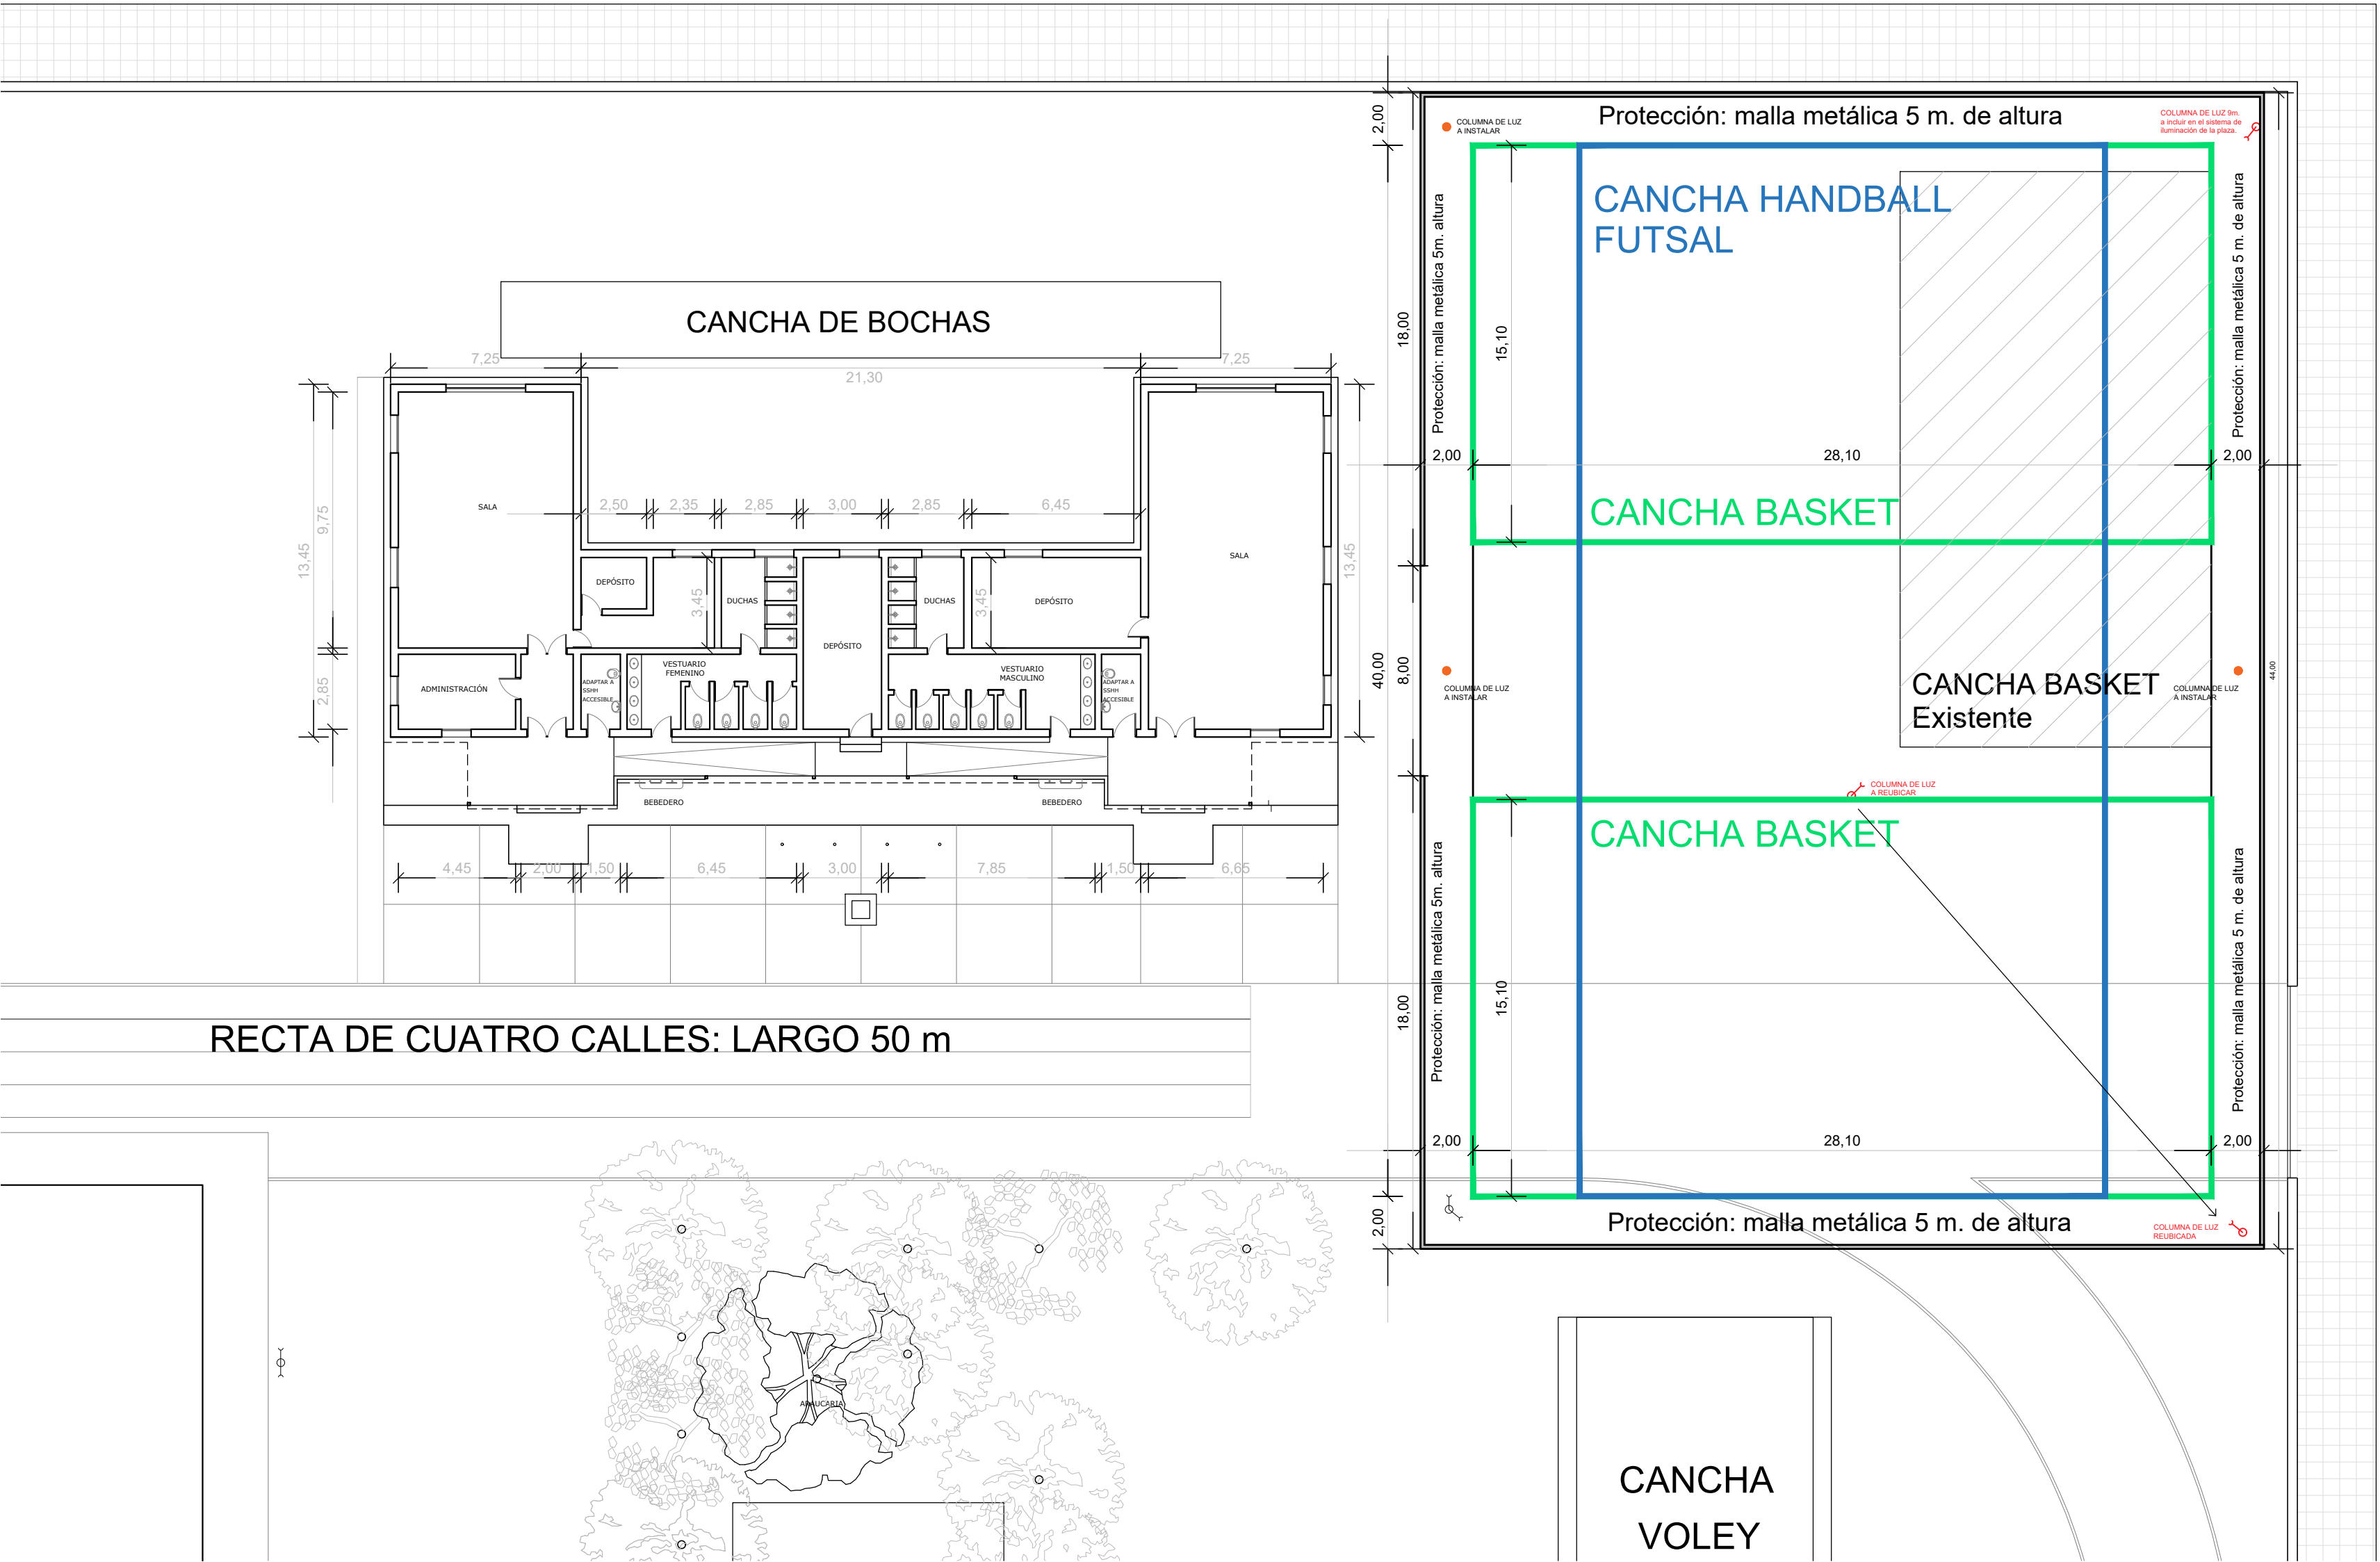 Protección: malla metálica 5 m. de altura
COLUMNA DE LUZ
A INSTALAR
COLUMNA DE LUZ 9m.
a incluir en el sistema de
iluminación de la plaza.
2,00
CANCHA HANDBALL
FUTSAL
Protección: malla metálica 5m. altura
Protección: malla metálica 5 m. de altura
18,00
15,10
CANCHA DE BOCHAS
7,25
21,30
7,25
2,00
28,10
2,00
CANCHA BASKET
SALA
2,50
2,35
2,85
3,00
2,85
6,45
9,75
13,45
SALA
13,45
DEPÓSITO
3,45
DUCHAS
DUCHAS
3,45
DEPÓSITO
DEPÓSITO
2,85
ADMINISTRACIÓN
ADAPTAR A
SSHH
ACCESIBLE
VESTUARIO
FEMENINO
VESTUARIO
MASCULINO
ADAPTAR A
SSHH
ACCESIBLE
40,00
8,00
44,00
COLUMNA DE LUZ
A INSTALAR
CANCHA BASKET
Existente
COLUMNA DE LUZ
A INSTALAR
BEBEDERO
BEBEDERO
COLUMNA DE LUZ
A REUBICAR
CANCHA BASKET
4,45
2,00
1,50
6,45
3,00
7,85
1,50
6,65
Protección: malla metálica 5m. altura
Protección: malla metálica 5 m. de altura
18,00
15,10
RECTA DE CUATRO CALLES: LARGO 50 m
2,00
28,10
2,00
2,00
Protección: malla metálica 5 m. de altura
COLUMNA DE LUZ
REUBICADA
ARAUCARIA
CANCHA
VOLEY